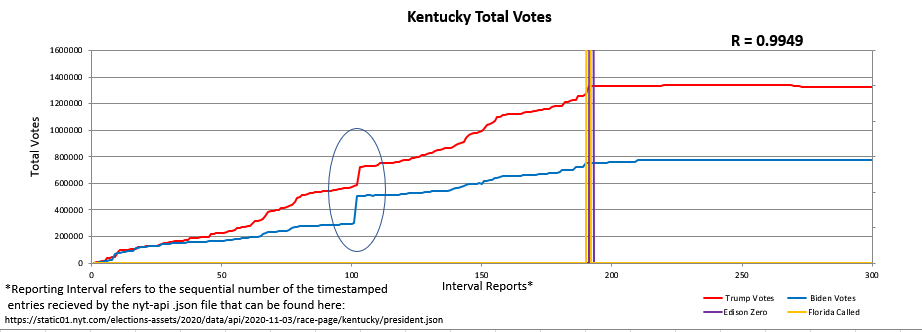 Kentucky Total Votes
R = 0.9949
1600000
1400000
1200000
1000000
800000
600000
400000
200000
0
Total Votes
0 50 100 150 200 250 300
Interval Reports*
*Reporting Interval refers to the sequential number of the timestamped
entries recieved by the nyt-api .json file that can be found here:
https://static01.nyt.com/elections-assets/2020/data/api/2020-11-03/race-page/kentucky/president.json
Trump Votes Biden Votes
Edison Zero Florida Called